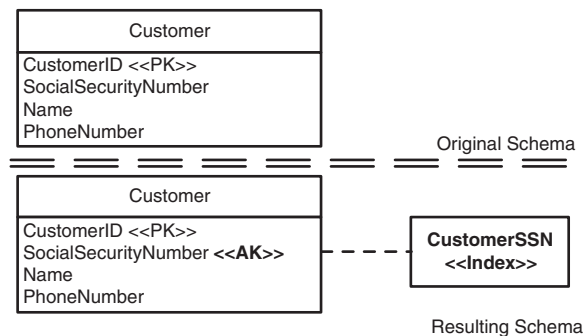 Customer
CustomerID <<PK>>
SocialSecurityNumber
Name
PhoneNumber
Original Schema
Customer
CustomerID <<PK>>
SocialSecurityNumber <<AK>>
Name
PhoneNumber
CustomerSSN
<<Index>>
Resulting Schema